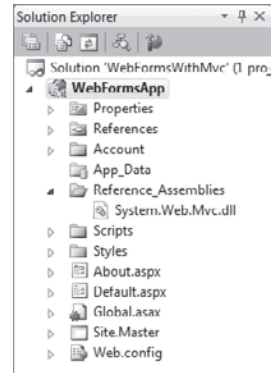 Solution Explorer
Solution 'WebFormsWithMvc' (1 pro
WebFormsApp
Properties
References
Account
App_Data
Reference_Assemblies
System.Web.Mvc.dll
Scripts
Styles
About.aspx
Default.aspx
Global.asax
Site.Master
Web.config